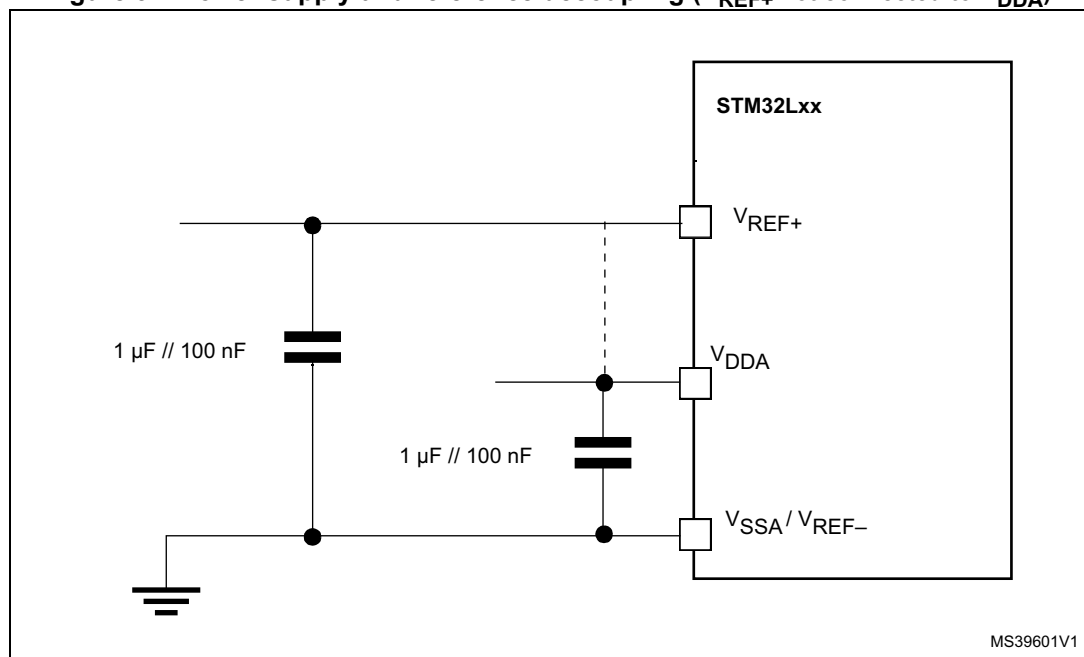 STM32Lxx
VREF+
1 µF // 100 nF
VDDA
1 µF // 100 nF
VSSA / VREF–
MS39601V1